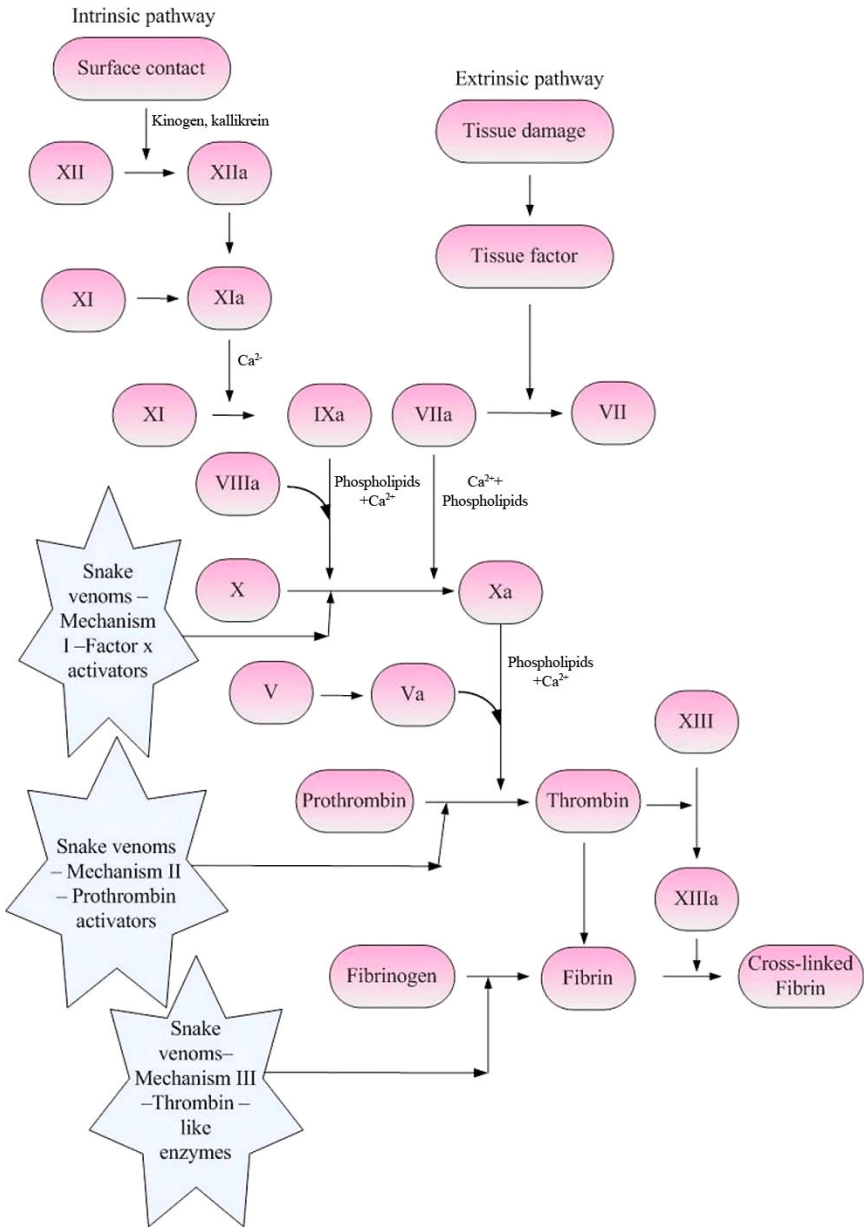 Intrinsic pathway
Surface contact
Extrinsic pathway
Kinogen, kallikrein
Tissue damage
XII
XIIa
Tissue factor
XI
XIa
Ca²⁻
XI
IXa
VIIa
VII
VIIIa
Phospholipids
+Ca²⁺
Ca²⁺+
Phospholipids
Snake
venoms –
Mechanism
I –Factor x
activators
X
Xa
Phospholipids
+Ca²⁺
V
Va
XIII
Prothrombin
Thrombin
Snake venoms
– Mechanism II
– Prothrombin
activators
XIIIa
Fibrinogen
Fibrin
Cross-linked
Fibrin
Snake
venoms–
Mechanism III
–Thrombin –
like
enzymes